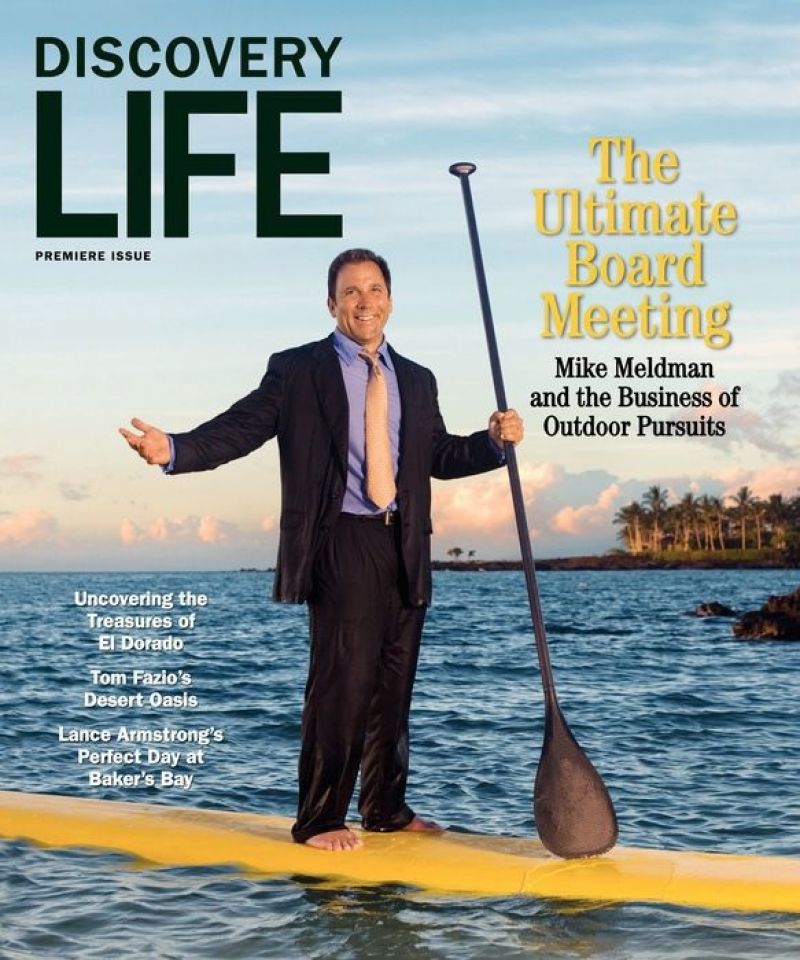 DISCOVERY
LIFE
PREMIERE ISSUE
The
Ultimate
Board
Meeting
Mike Meldman
and the Business of
Outdoor Pursuits
Uncovering the
Treasures of
El Dorado
Tom Fazio's
Desert Oasis
Lance Armstrong's
Perfect Day at
Baker's Bay